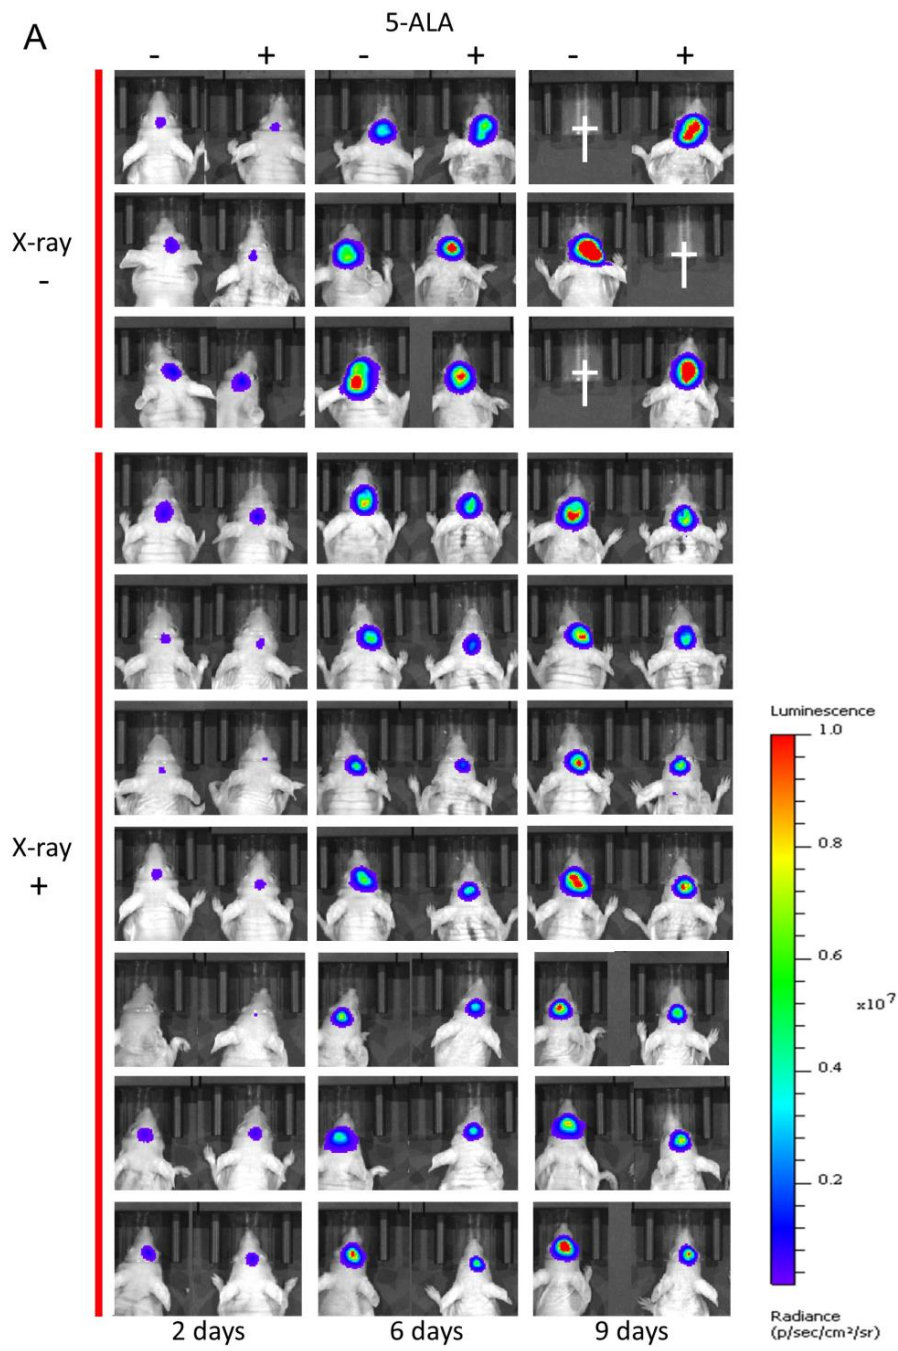 A
5-ALA
- + - + - +
X-ray
-
X-ray
+
Luminescence
1.0
0.8
0.6
x10⁷
0.4
0.2
Radiance
(p/sec/cm²/sr)
2 days 6 days 9 days